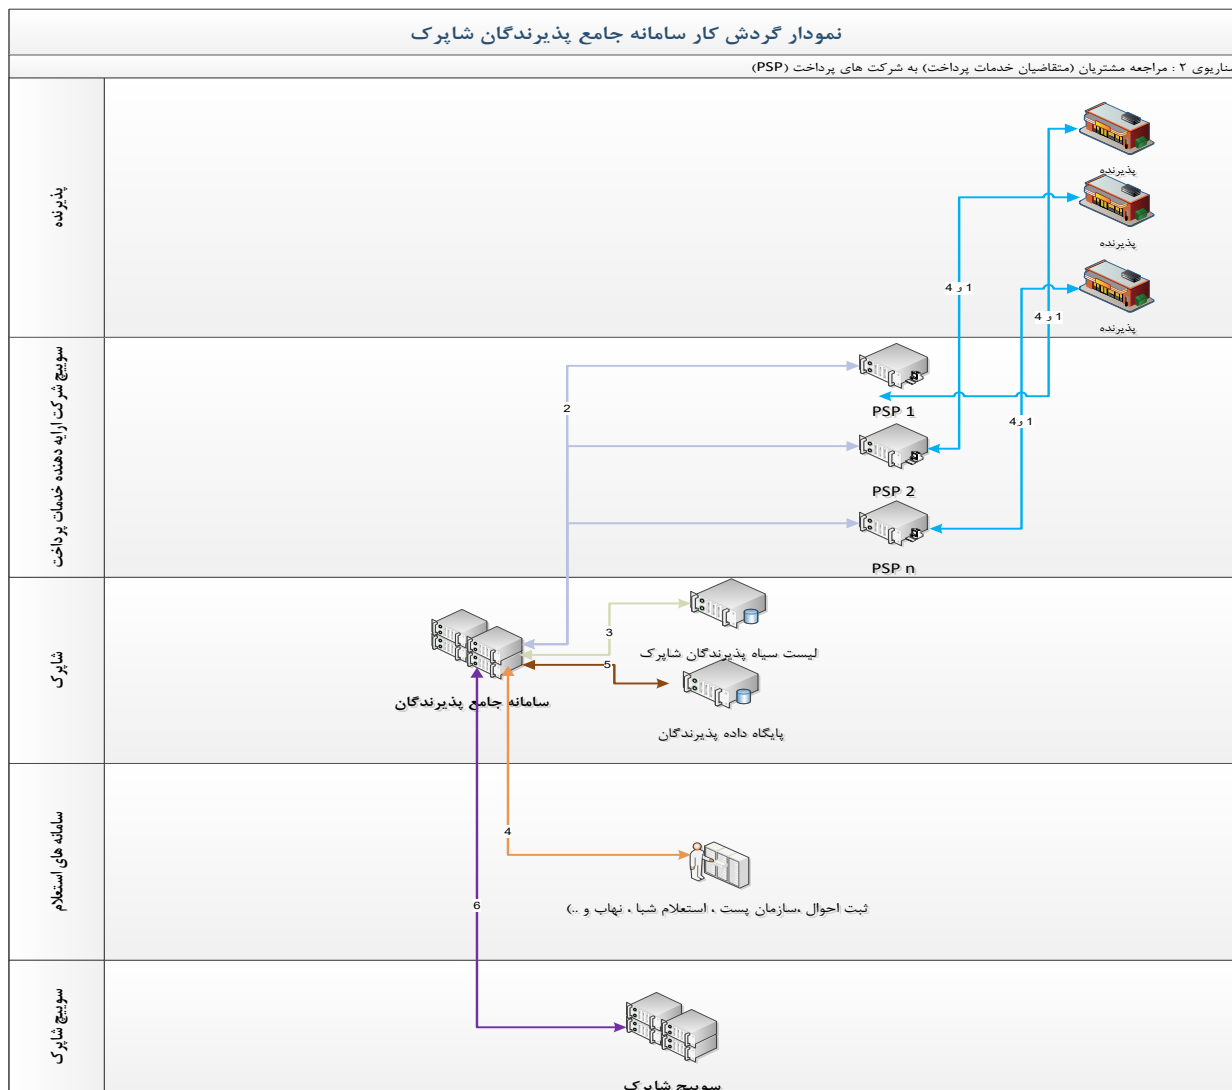 نمودار گردش کار سامانه جامع پذیرندگان شاپرک
سناریوی ۲ : مراجعه مشتریان (متقاضیان خدمات پرداخت) به شرکت های پرداخت (PSP)
پذیرنده
پذیرنده
پذیرنده
پذیرنده
1 و 4
1 و 4
1 و 4
سوییچ شرکت ارایه دهنده خدمات پرداخت
PSP 1
PSP 2
PSP n
2
شاپرک
3
لیست سیاه پذیرندگان شاپرک
5
سامانه جامع پذیرندگان
پایگاه داده پذیرندگان
سامانه های استعلام
4
ثبت احوال ،سازمان پست ، استعلام شبا ، نهاب و ..)
6
سوییچ شاپرک
سوییچ شاپرک